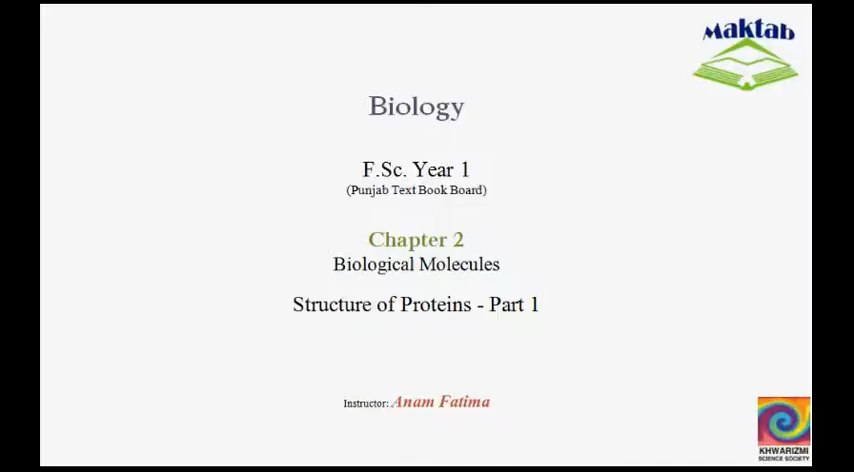 Maktab
Biology
F.Sc. Year 1
(Punjab Text Book Board)
Chapter 2
Biological Molecules
Structure of Proteins - Part 1
Instructor: Anam Fatima
KHWARIZMI
SCIENCE SOCIETY